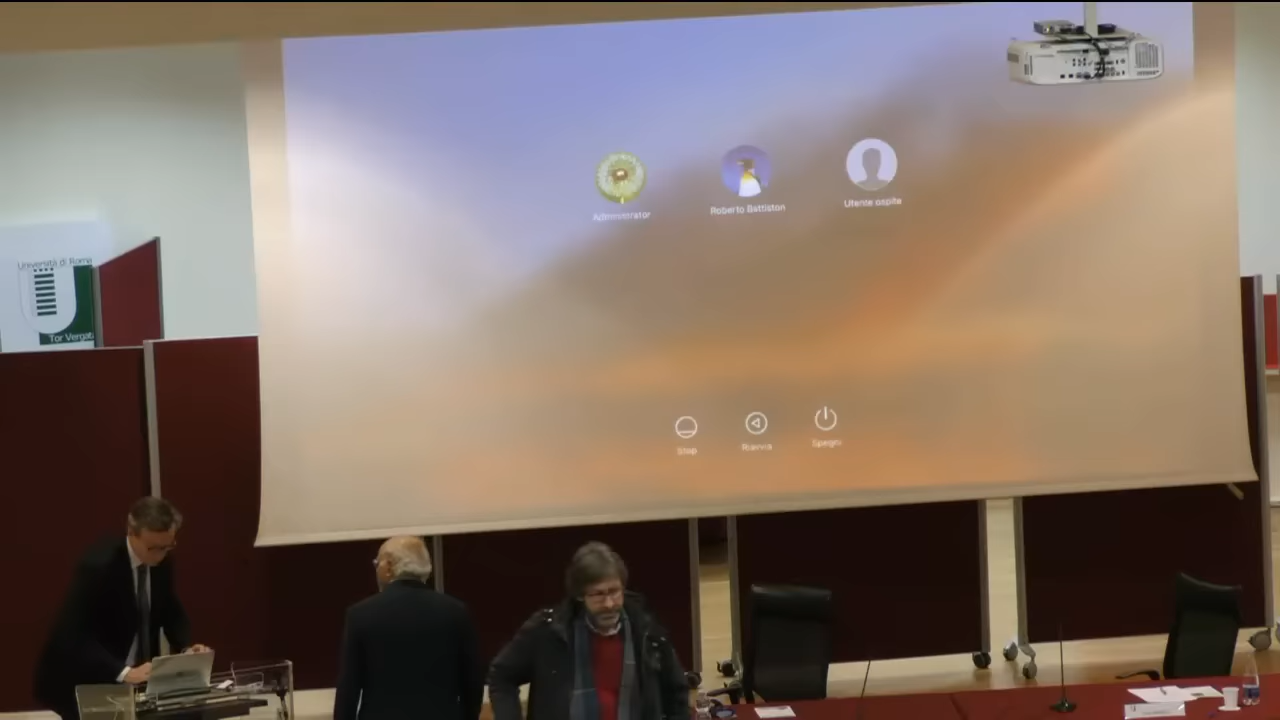 Administrator
Roberto Battiston
Utente ospite
Università di Roma
Tor Vergata
Stop
Riavvia
Spegni